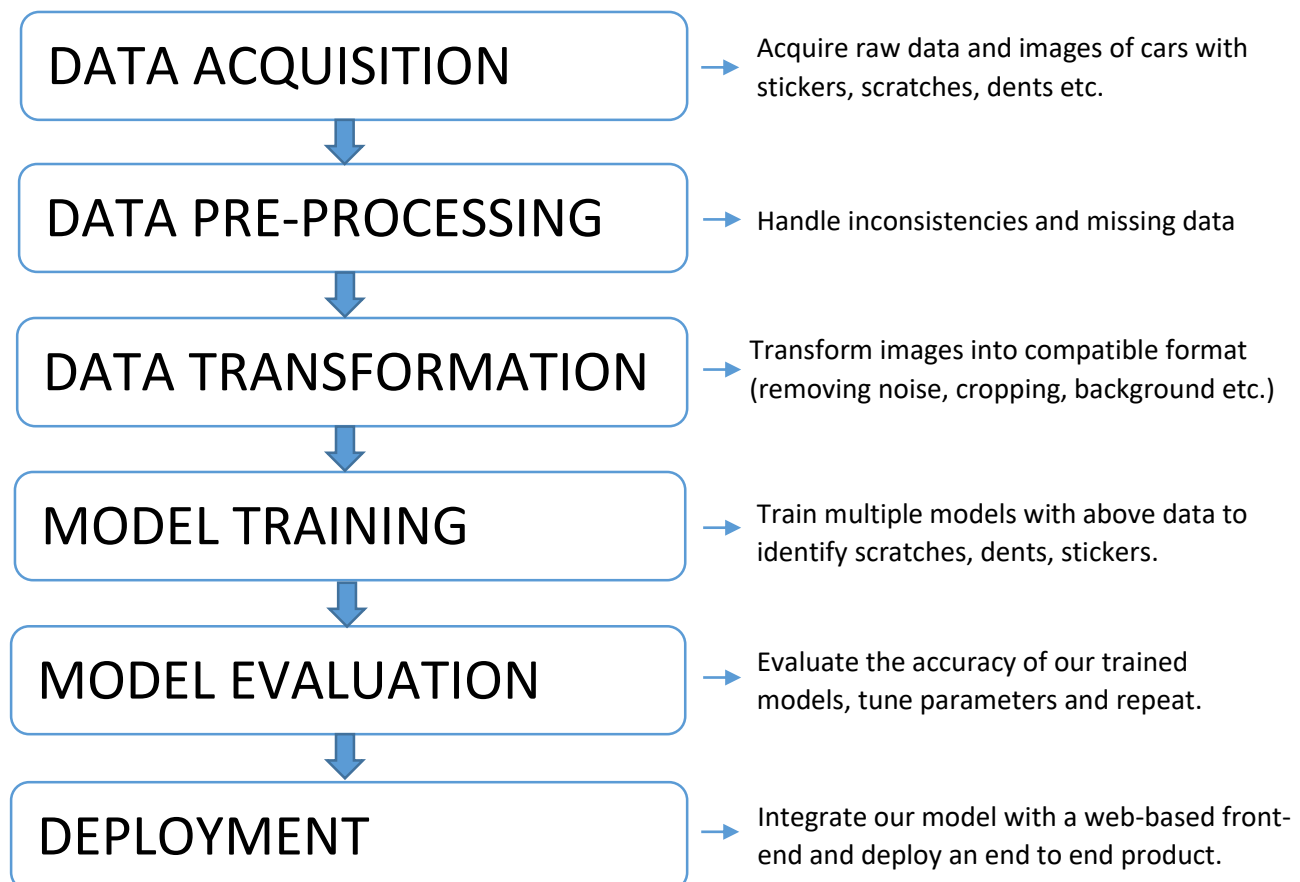 DATA ACQUISITION
Acquire raw data and images of cars with
stickers, scratches, dents etc.
DATA PRE-PROCESSING
Handle inconsistencies and missing data
DATA TRANSFORMATION
Transform images into compatible format
(removing noise, cropping, background etc.)
MODEL TRAINING
Train multiple models with above data to
identify scratches, dents, stickers.
MODEL EVALUATION
Evaluate the accuracy of our trained
models, tune parameters and repeat.
DEPLOYMENT
Integrate our model with a web-based front-
end and deploy an end to end product.